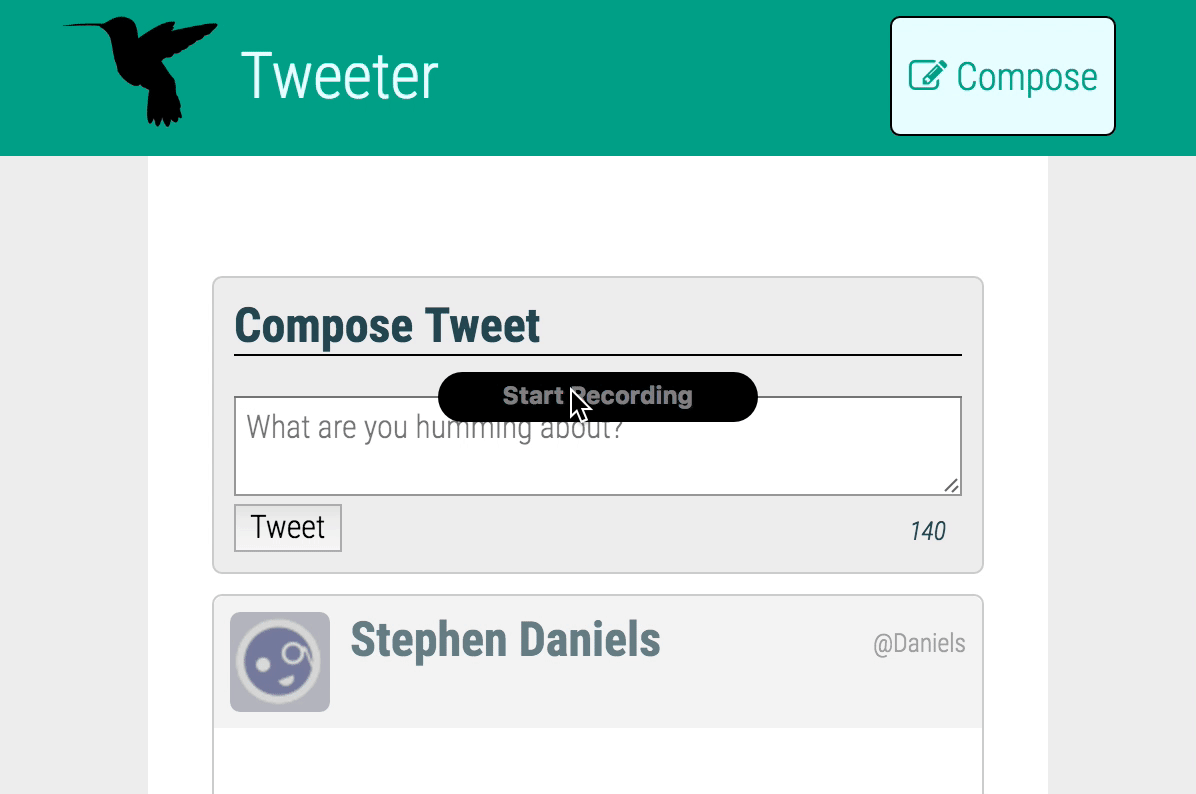 Tweeter
Compose
Compose Tweet
Start Recording
What are you humming about?
Tweet
140
Stephen Daniels
@Daniels